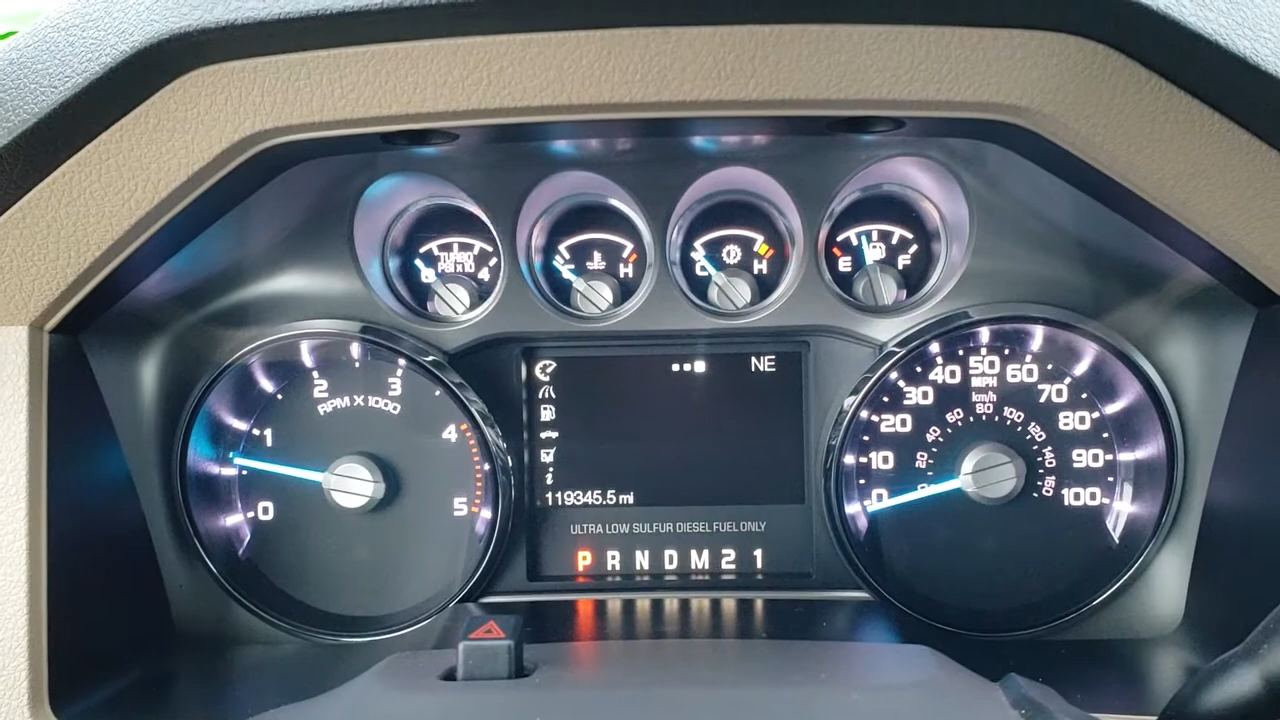 TURBO
PSI x 10
0 4
H
C H
E F
0 1 2 3 4 5
RPM X 1000
NE
119345.5 mi
ULTRA LOW SULFUR DIESEL FUEL ONLY
P R N D M 2 1
0 10 20 30 40 50 60 70 80 90 100
MPH
km/h
20 40 60 80 100 120 140 160